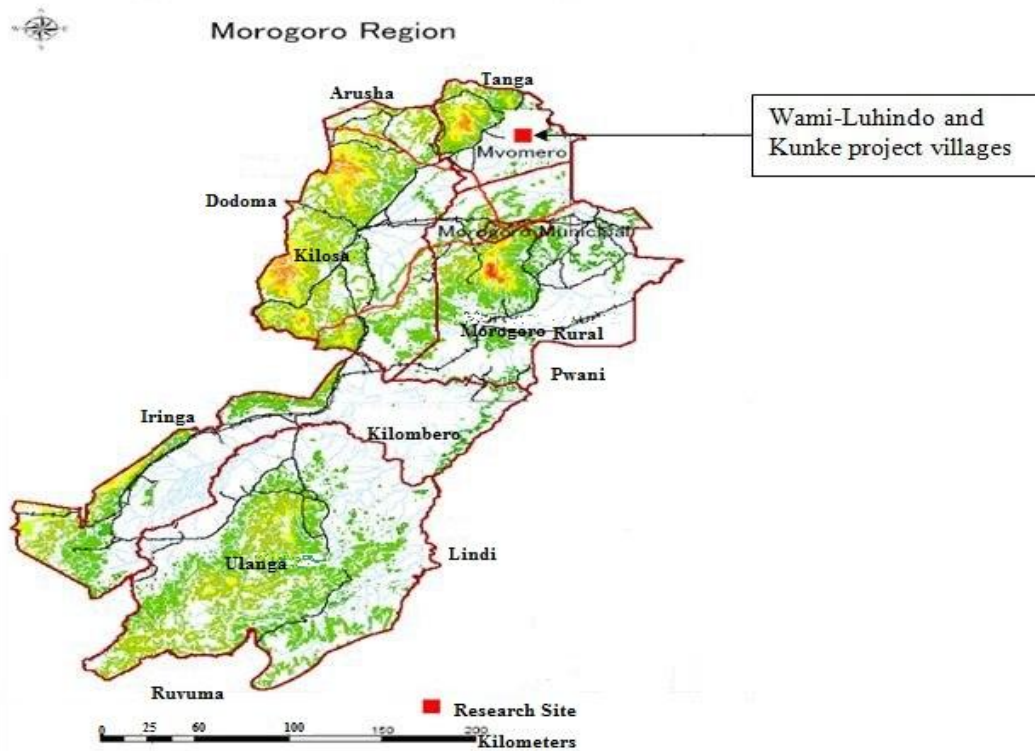 Morogoro Region
Tanga
Arusha
Wami-Luhindo and
Kunke project villages
Mvomero
Dodoma
Morogoro Municipal
Kilosa
Morogoro Rural
Pwani
Iringa
Kilombero
Lindi
Ulanga
Ruvuma
Research Site
0 25 60 100 150 200
Kilometers